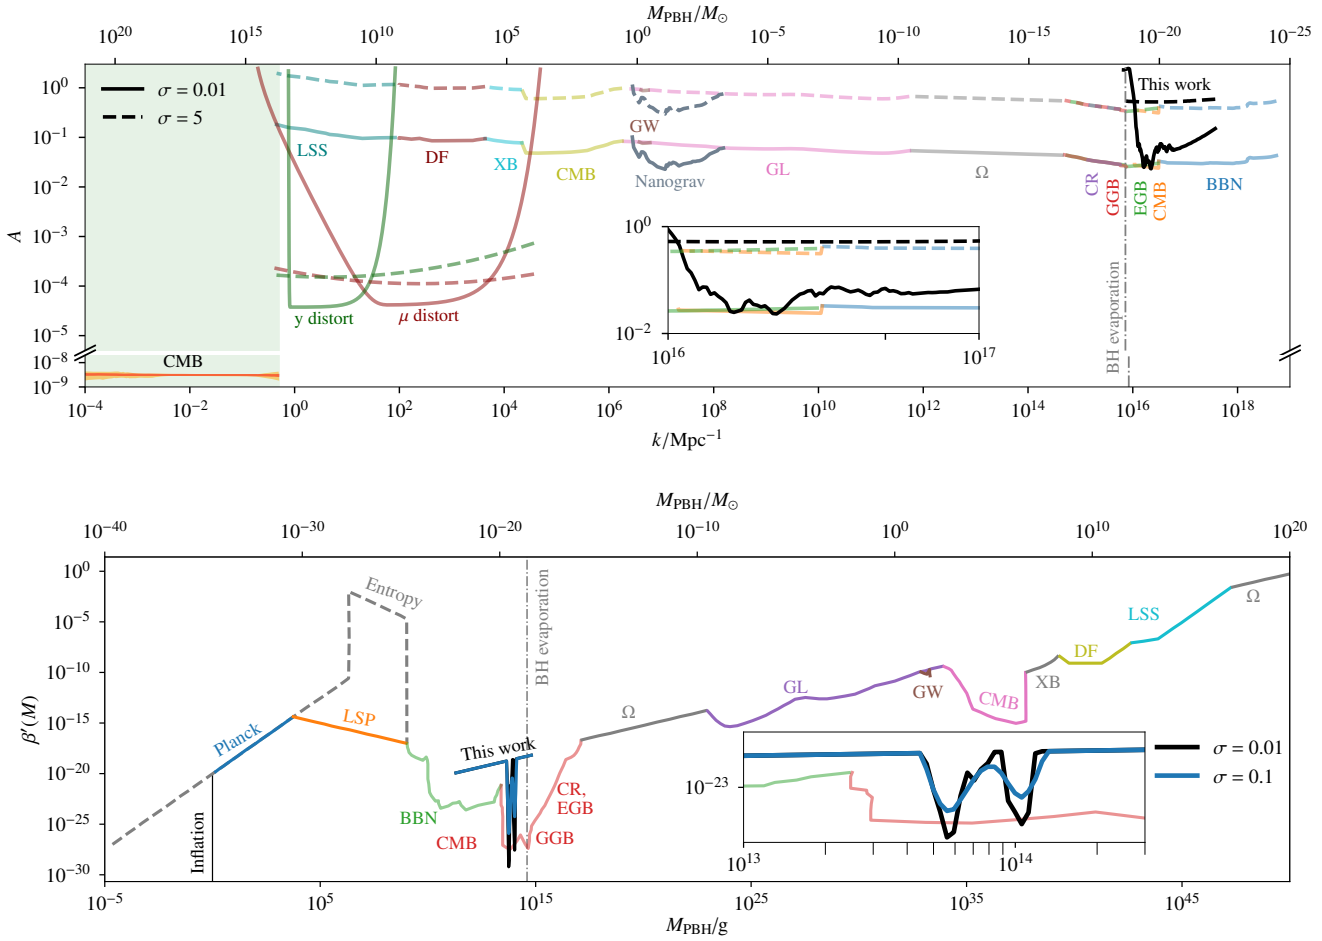 M_PBH/M_⊙
10^20 10^15 10^10 10^4 10^0 10^−5 10^−10 10^−15 10^−20 10^−25
σ = 0.01
σ = 5
This work
LSS DF XB CMB GW Nanograv GL Ω CR GGB EGB CMB BBN
y distort
μ distort
CMB
BH evaporation
A
10^0
10^−1
10^−2
10^−3
10^−4
10^−5
10^−8
10^−9
10^0
10^−2
10^16 10^17
10^−4 10^−2 10^0 10^2 10^4 10^6 10^8 10^10 10^12 10^14 10^16 10^18
k/Mpc^−1
M_PBH/M_⊙
10^−40 10^−30 10^−20 10^−10 10^0 10^10 10^20
β′(M)
10^0
10^−5
10^−10
10^−15
10^−20
10^−25
10^−30
Entropy
BH evaporation
Planck
LSP
This work
Inflation
BBN
CMB
CR,
EGB
GGB
Ω
GL
GW
CMB
XB
DF
LSS
Ω
σ = 0.01
σ = 0.1
10^−23
10^13 10^14
10^−5 10^5 10^15 10^25 10^35 10^45
M_PBH/g